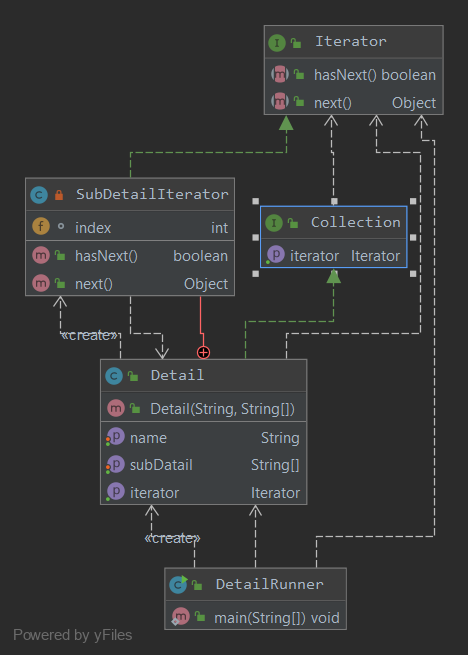 Iterator
hasNext() boolean
next() Object
SubDetailIterator
index int
hasNext() boolean
next() Object
Collection
iterator Iterator
«create»
Detail
Detail(String, String[])
name String
subDatail String[]
iterator Iterator
«create»
DetailRunner
main(String[]) void
Powered by yFiles